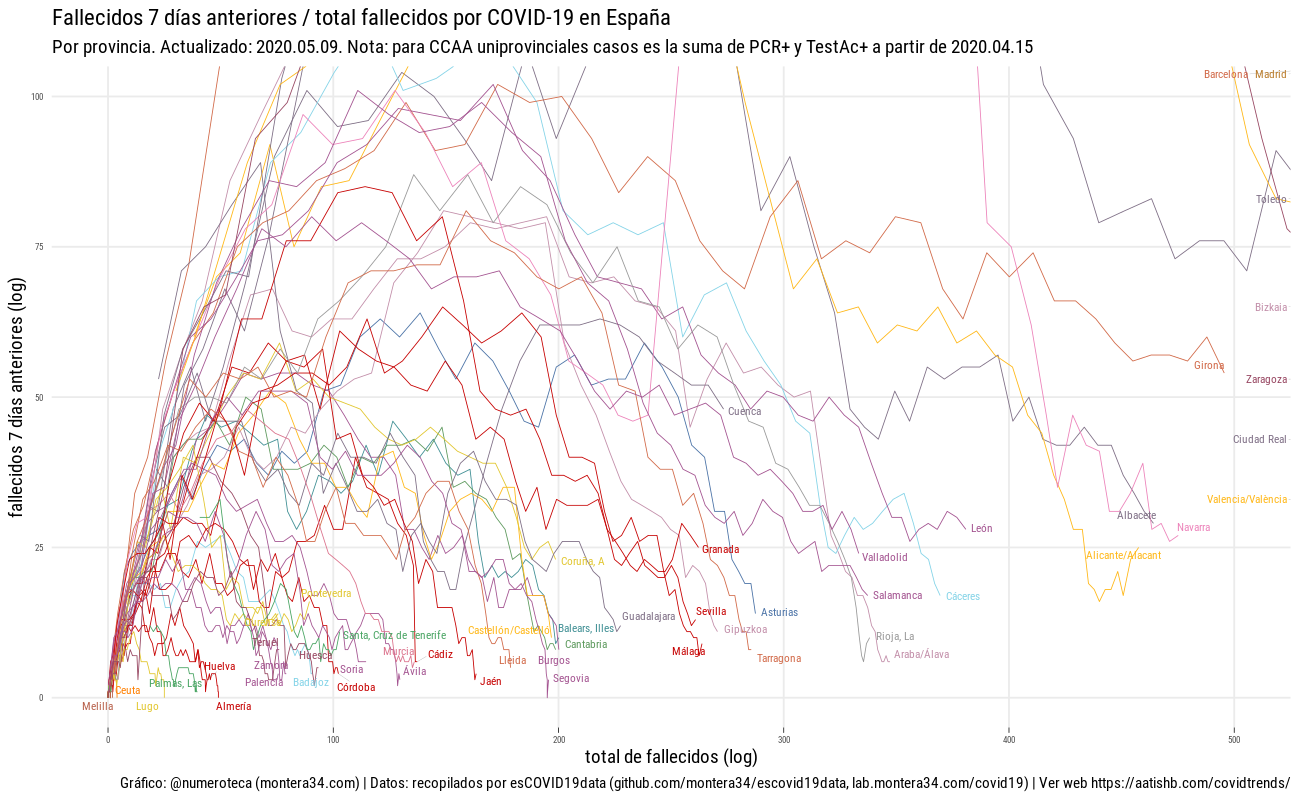 Fallecidos 7 días anteriores / total fallecidos por COVID-19 en España
Por provincia. Actualizado: 2020.05.09. Nota: para CCAA uniprovinciales casos es la suma de PCR+ y TestAc+ a partir de 2020.04.15
fallecidos 7 días anteriores (log)
100
75
50
25
0
Barcelona
Madrid
Toledo
Bizkaia
Girona
Zaragoza
Cuenca
Ciudad Real
Valencia/València
Albacete
Navarra
León
Granada
Valladolid
Alicante/Alacant
Coruña, A
Pontevedra
Salamanca
Cáceres
Sevilla
Asturias
Guadalajara
Gipuzkoa
Castellón/Castelló
Balears, Illes
Santa, Cruz de Tenerife
Rioja, La
Teruel
Cantabria
Huesca
Murcia
Cádiz
Málaga
Araba/Álava
Lleida
Burgos
Tarragona
Huelva
Zamora
Soria
Ávila
Palmas, Las
Palencia
Badajoz
Jaén
Segovia
Ceuta
Córdoba
Melilla
Lugo
Almería
0
100
200
300
400
500
total de fallecidos (log)
Gráfico: @numeroteca (montera34.com) | Datos: recopilados por esCOVID19data (github.com/montera34/escovid19data, lab.montera34.com/covid19) | Ver web https://aatishb.com/covidtrends/